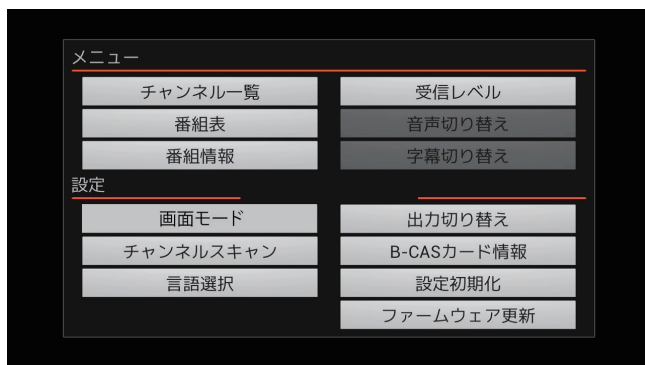 メニュー
チャンネル一覧
受信レベル
番組表
音声切り替え
番組情報
字幕切り替え
設定
画面モード
出力切り替え
チャンネルスキャン
B-CASカード情報
言語選択
設定初期化
ファームウェア更新